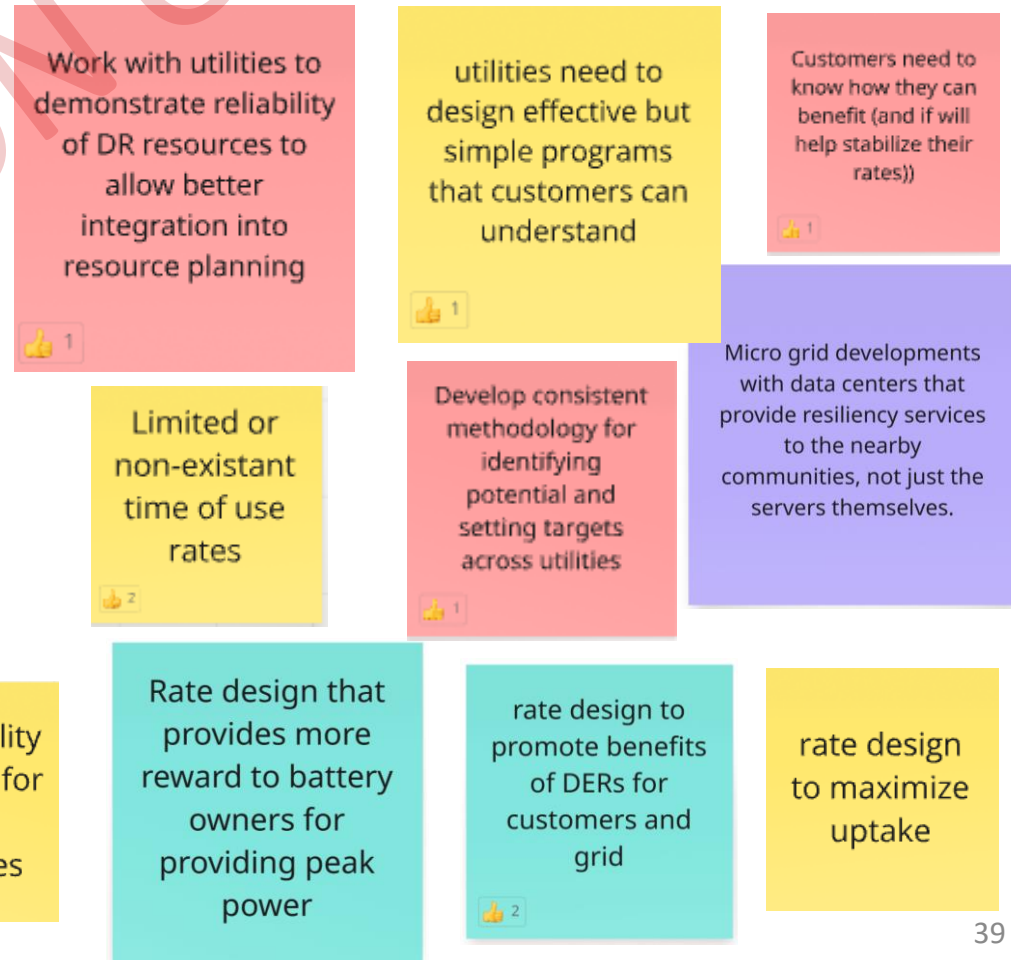 Work with utilities to
demonstrate reliability
of DR resources to
allow better
integration into
resource planning
1
utilities need to
design effective but
simple programs
that customers can
understand
1
Customers need to
know how they can
benefit (and if will
help stabilize their
rates))
1
Limited or
non-existant
time of use
rates
2
Develop consistent
methodology for
identifying
potential and
setting targets
across utilities
1
Micro grid developments
with data centers that
provide resiliency services
to the nearby
communities, not just the
servers themselves.
for
Rate design that
provides more
reward to battery
owners for
providing peak
power
rate design to
promote benefits
of DERs for
customers and
grid
2
rate design
to maximize
uptake
39